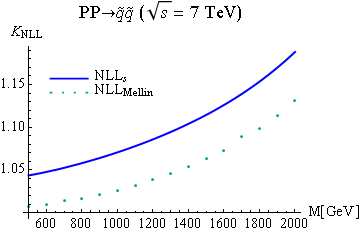 PP→q̃q̃ (√s = 7 TeV)
K_NLL
NLL_s
NLL_Mellin
1.15
1.10
1.05
600 800 1000 1200 1400 1600 1800 2000
M[GeV]